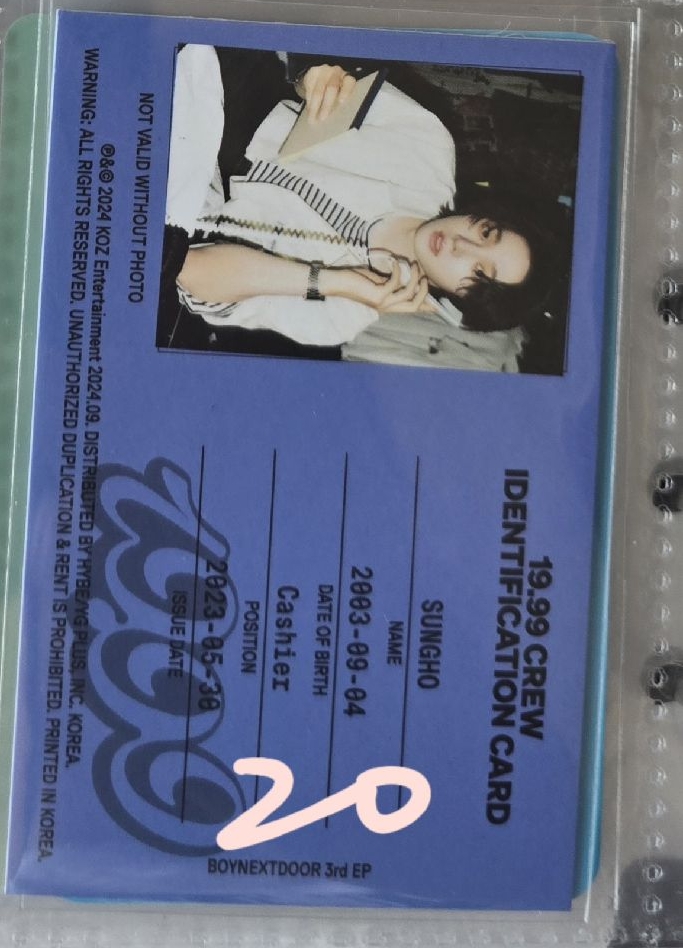 19.99 CREW
IDENTIFICATION CARD
SUNGHO
NAME
2003-09-04
DATE OF BIRTH
Cashier
POSITION
2023-05-30
ISSUE DATE
NOT VALID WITHOUT PHOTO
℗&© 2024 KOZ Entertainment 2024.09. DISTRIBUTED BY HYBE/YG PLUS, INC. KOREA.
WARNING: ALL RIGHTS RESERVED. UNAUTHORIZED DUPLICATION & RENT IS PROHIBITED. PRINTED IN KOREA.
20
BOYNEXTDOOR 3rd EP